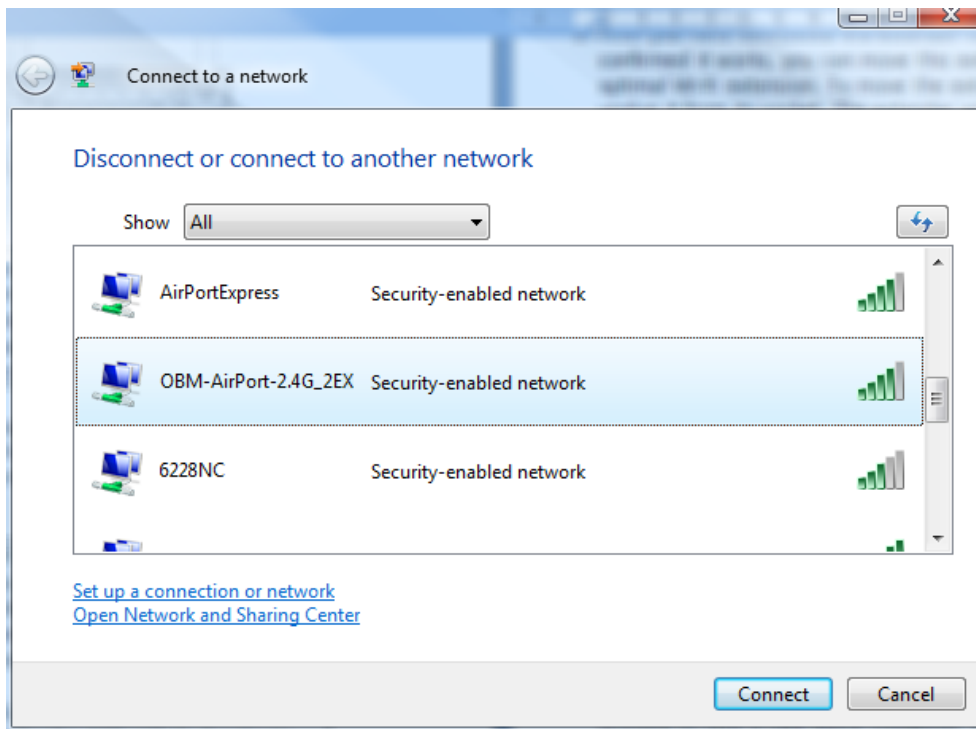 Connect to a network
Disconnect or connect to another network
Show All
AirPortExpress Security-enabled network
OBM-AirPort-2.4G_2EX Security-enabled network
6228NC Security-enabled network
Set up a connection or network
Open Network and Sharing Center
Connect Cancel